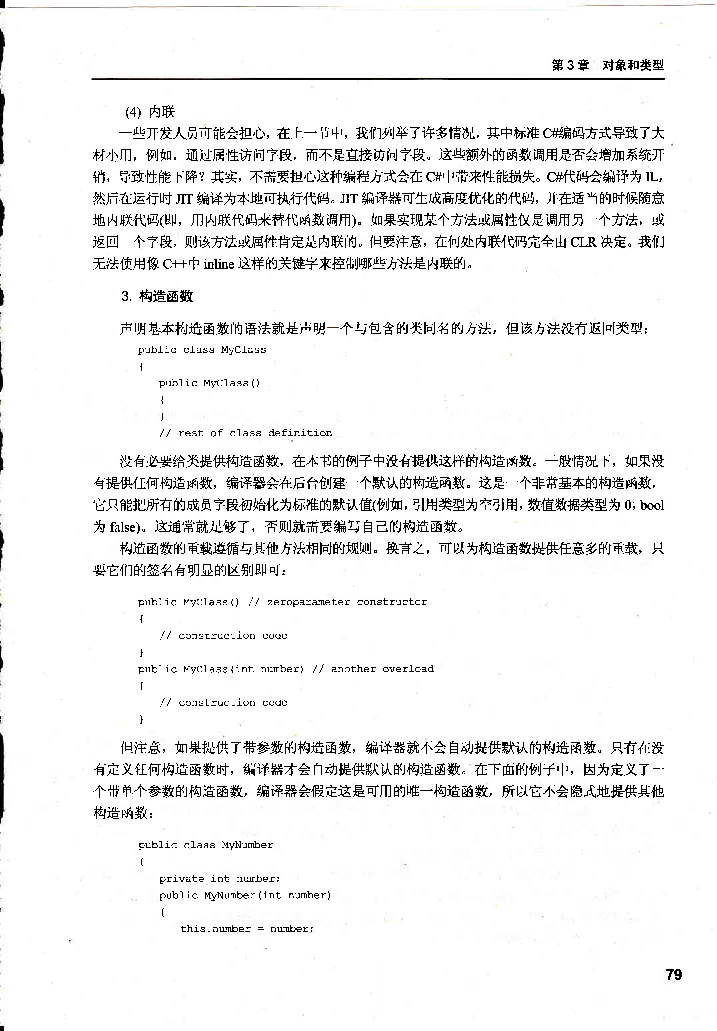 第 3 章 对象和类型
(4) 内联
一些开发人员可能会担心，在上一节中，我们列举了许多情况，其中标准 C#编码方式导致了大
材小用，例如，通过属性访问字段，而不是直接访问字段。这些额外的函数调用是否会增加系统开
销，导致性能下降？其实，不需要担心这种编程方式会在 C#中带来性能损失。C#代码会编译为 IL，
然后在运行时 JIT 编译为本地可执行代码。JIT 编译器可生成高度优化的代码，并在适当的时候随意
地内联代码(即，用内联代码来替代函数调用)。如果实现某个方法或属性仅是调用另一个方法，或
返回一个字段，则该方法或属性肯定是内联的。但要注意，在何处内联代码完全由 CLR 决定。我们
无法使用像 C++中 inline 这样的关键字来控制哪些方法是内联的。
3. 构造函数
声明基本构造函数的语法就是声明一个与包含的类同名的方法，但该方法没有返回类型：
public class MyClass
{
public MyClass()
{
}
// rest of class definition
没有必要给类提供构造函数，在本书的例子中没有提供这样的构造函数。一般情况下，如果没
有提供任何构造函数，编译器会在后台创建一个默认的构造函数。这是一个非常基本的构造函数，
它只能把所有的成员字段初始化为标准的默认值(例如，引用类型为空引用，数值数据类型为 0，bool
为 false)。这通常就足够了，否则就需要编写自己的构造函数。
构造函数的重载遵循与其他方法相同的规则。换言之，可以为构造函数提供任意多的重载，只
要它们的签名有明显的区别即可：
public MyClass() // zeroparameter constructor
{
// construction code
}
public MyClass(int number) // another overload
{
// construction code
}
但注意，如果提供了带参数的构造函数，编译器就不会自动提供默认的构造函数。只有在没
有定义任何构造函数时，编译器才会自动提供默认的构造函数。在下面的例子中，因为定义了一
个带单个参数的构造函数，编译器会假定这是可用的唯一构造函数，所以它不会隐式地提供其他
构造函数：
public class MyNumber
{
private int number;
public MyNumber(int number)
{
this.number = number;
79